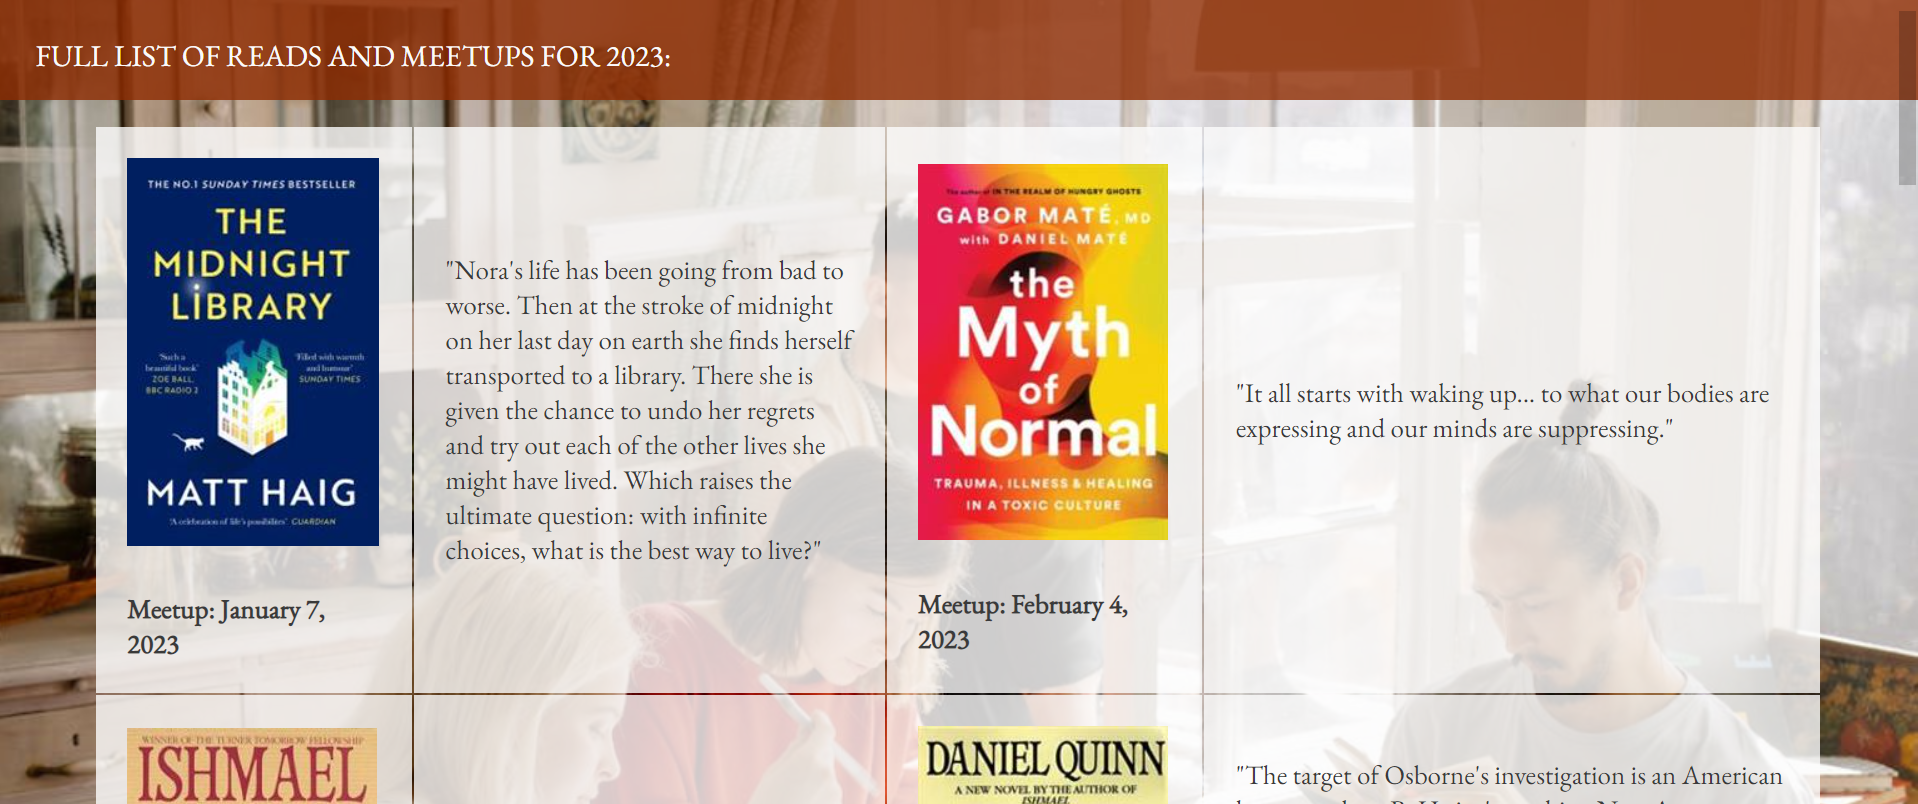 FULL LIST OF READS AND MEETUPS FOR 2023:
THE NO.1 SUNDAY TIMES BESTSELLER
THE
MIDNIGHT
LIBRARY
'Such a
beautiful book'
ZOE BALL,
BBC RADIO 2
'Filled with warmth
and humour'
SUNDAY TIMES
MATT HAIG
'A celebration of life's possibilities' GUARDIAN
Meetup: January 7,
2023
"Nora's life has been going from bad to
worse. Then at the stroke of midnight
on her last day on earth she finds herself
transported to a library. There she is
given the chance to undo her regrets
and try out each of the other lives she
might have lived. Which raises the
ultimate question: with infinite
choices, what is the best way to live?"
The author of IN THE REALM OF HUNGRY GHOSTS
GABOR MATÉ, MD
with DANIEL MATÉ
the
Myth
of
Normal
TRAUMA, ILLNESS & HEALING
IN A TOXIC CULTURE
Meetup: February 4,
2023
"It all starts with waking up... to what our bodies are
expressing and our minds are suppressing."
WINNER OF THE TURNER TOMORROW FELLOWSHIP
ISHMAEL
DANIEL QUINN
A NEW NOVEL BY THE AUTHOR OF
ISHMAEL
"The target of Osborne's investigation is an American